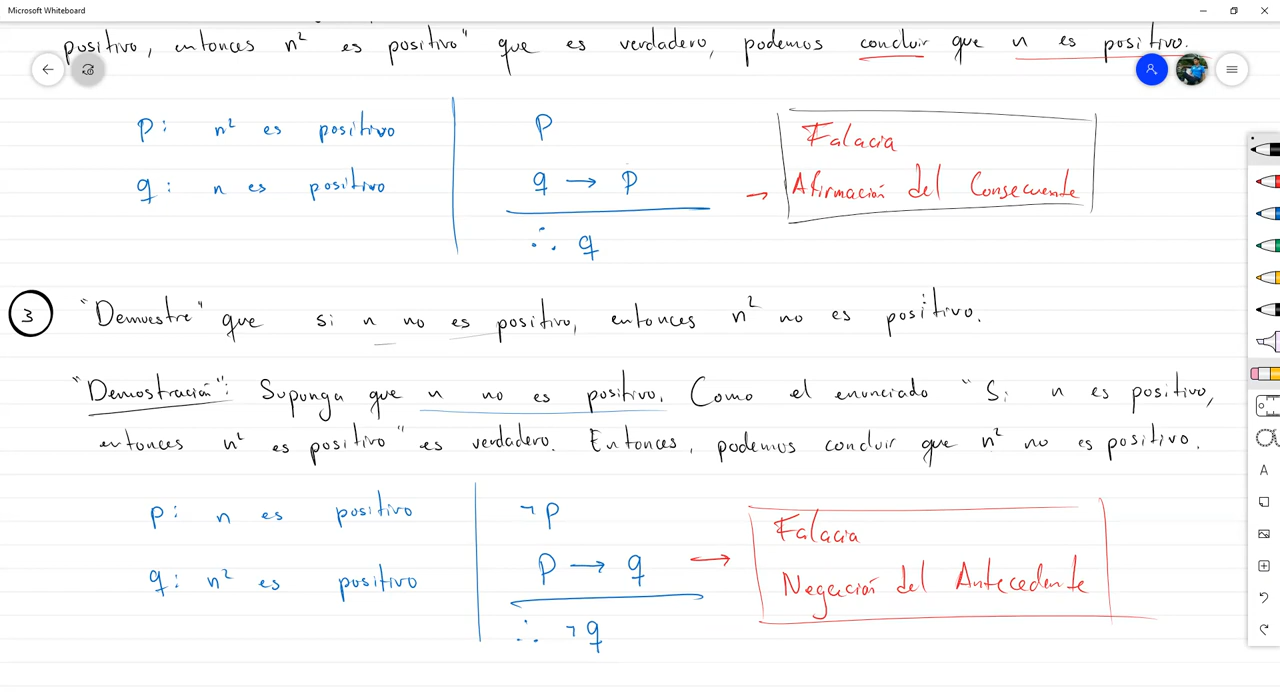 Microsoft Whiteboard
positivo, entonces n² es positivo" que es verdadero, podemos concluir que n es positivo.
p: n² es positivo
q: n es positivo
p
q → p
∴ q
→ Falacia
Afirmación del Consecuente
3 "Demuestre" que si n no es positivo, entonces n² no es positivo.
"Demostración": Suponga que n no es positivo. Como el enunciado "Si n es positivo,
entonces n² es positivo" es verdadero. Entonces, podemos concluir que n² no es positivo.
p: n es positivo
q: n² es positivo
¬p
p → q
∴ ¬q
→ Falacia
Negación del Antecedente
A